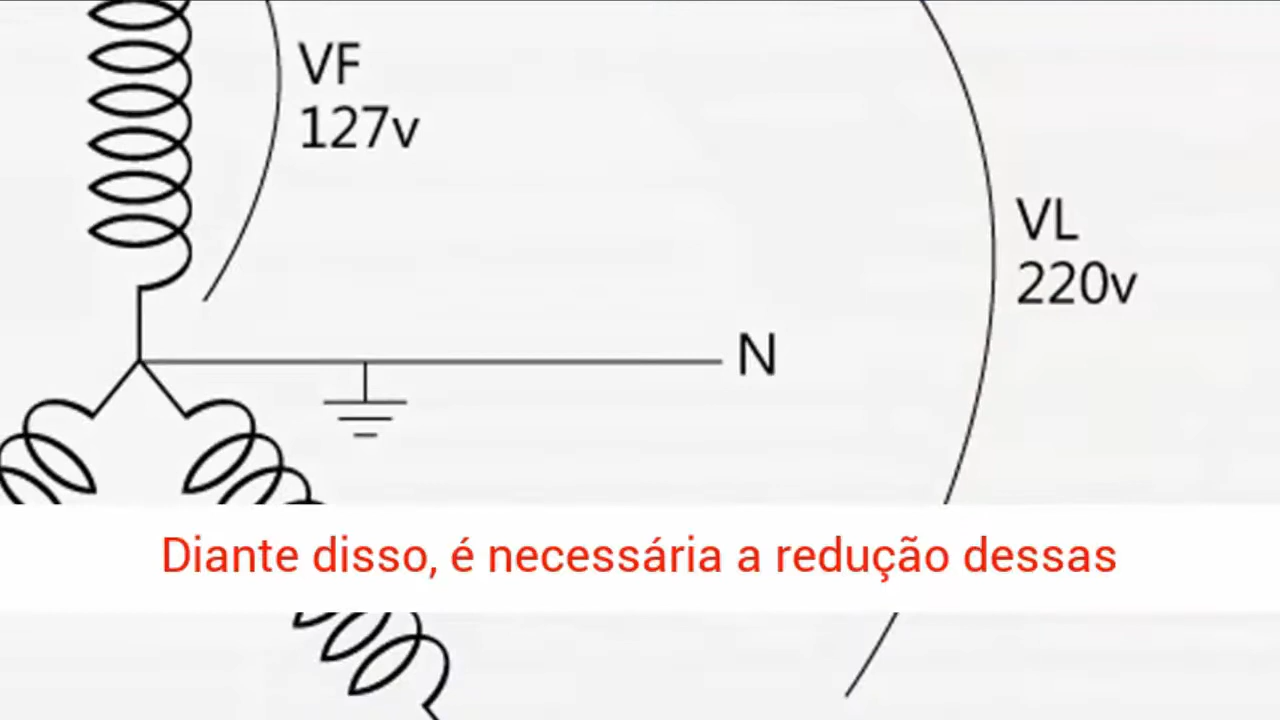 VF
127v
VL
220v
N
Diante disso, é necessária a redução dessas